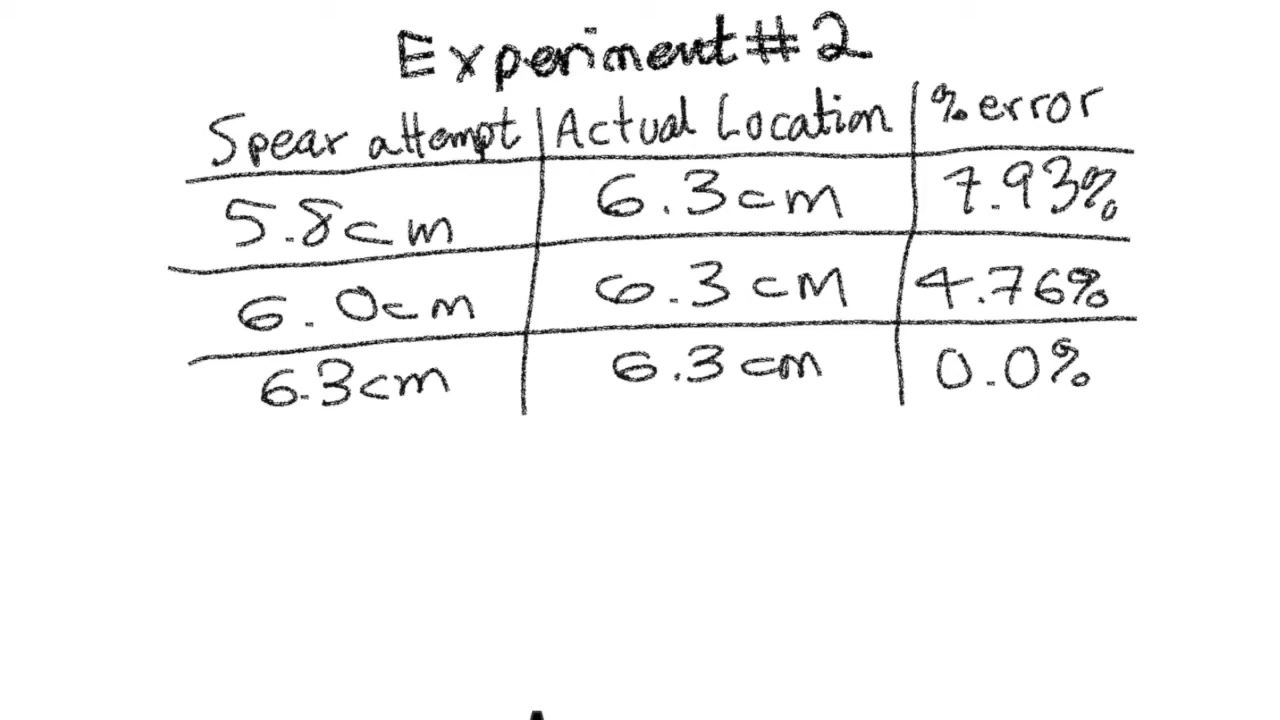 Experiment #2
Spear attempt Actual Location % error
5.8cm 6.3cm 7.93%
6.0cm 6.3cm 4.76%
6.3cm 6.3cm 0.0%